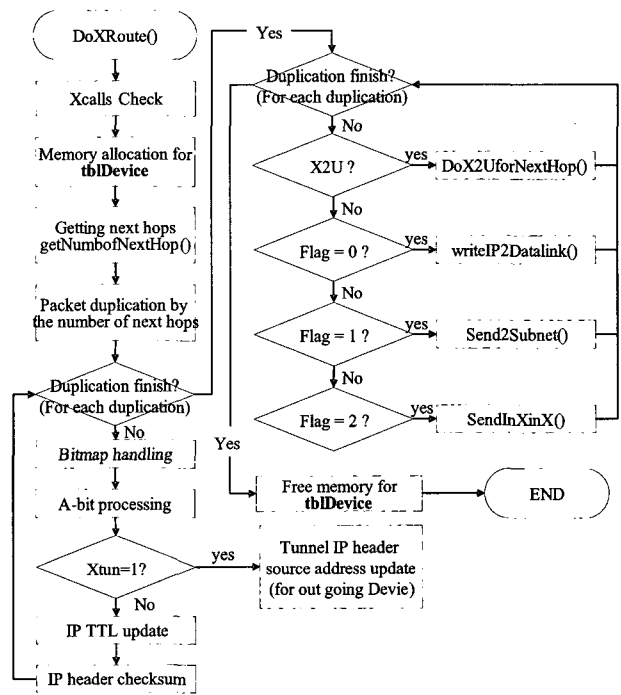 DoXRoute()
Xcalls Check
Memory allocation for
tblDevice
Getting next hops
getNumbofNextHop()
Packet duplication by
the number of next hops
Duplication finish?
(For each duplication)
No
Bitmap handling
A-bit processing
Xtun=1?
yes
Tunnel IP header
source address update
(for out going Devie)
No
IP TTL update
IP header checksum
Yes
Duplication finish?
(For each duplication)
No
X2U ?
yes
DoX2UforNextHop()
No
Flag = 0 ?
yes
writeIP2Datalink()
No
Flag = 1 ?
yes
Send2Subnet()
No
Flag = 2 ?
yes
SendInXinX()
Yes
Free memory for
tblDevice
END